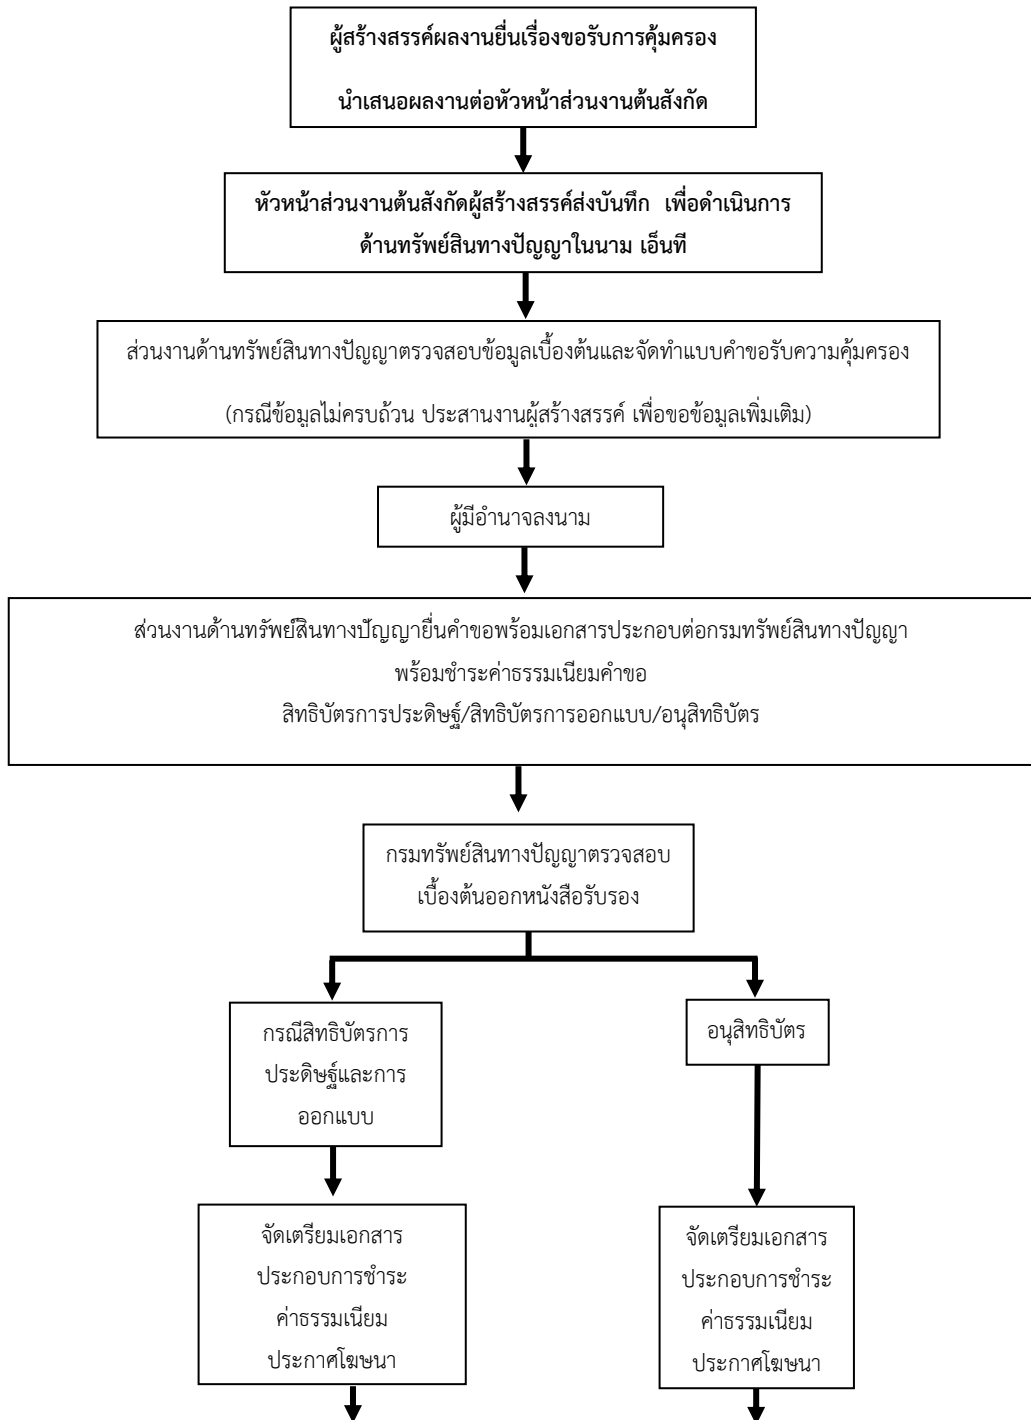 ผู้สร้างสรรค์ผลงานยื่นเรื่องขอรับการคุ้มครอง
นำเสนอผลงานต่อหัวหน้าส่วนงานต้นสังกัด
หัวหน้าส่วนงานต้นสังกัดผู้สร้างสรรค์ส่งบันทึก เพื่อดำเนินการ
ด้านทรัพย์สินทางปัญญาในนาม เอ็นที
ส่วนงานด้านทรัพย์สินทางปัญญาตรวจสอบข้อมูลเบื้องต้นและจัดทำแบบคำขอรับความคุ้มครอง
(กรณีข้อมูลไม่ครบถ้วน ประสานงานผู้สร้างสรรค์ เพื่อขอข้อมูลเพิ่มเติม)
ผู้มีอำนาจลงนาม
ส่วนงานด้านทรัพย์สินทางปัญญายื่นคำขอพร้อมเอกสารประกอบต่อกรมทรัพย์สินทางปัญญา
พร้อมชำระค่าธรรมเนียมคำขอ
สิทธิบัตรการประดิษฐ์/สิทธิบัตรการออกแบบ/อนุสิทธิบัตร
กรมทรัพย์สินทางปัญญาตรวจสอบ
เบื้องต้นออกหนังสือรับรอง
กรณีสิทธิบัตรการ
ประดิษฐ์และการ
ออกแบบ
อนุสิทธิบัตร
จัดเตรียมเอกสาร
ประกอบการชำระ
ค่าธรรมเนียม
ประกาศโฆษนา
จัดเตรียมเอกสาร
ประกอบการชำระ
ค่าธรรมเนียม
ประกาศโฆษนา